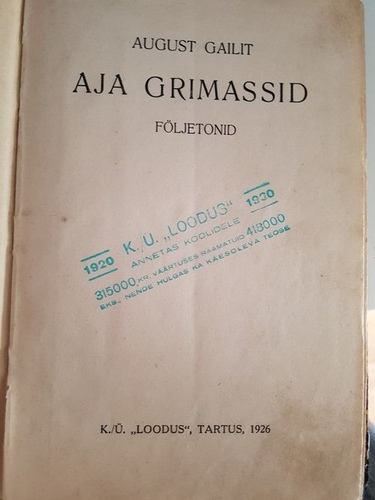 AUGUST GAILIT
AJA GRIMASSID
FÖLJETONID
1920 K. Ü. „LOODUS“ 1930
ANNETAS KOOLIDELE
315000 KR. VÄÄRTUSES RAAMATUID 418000
EKS., NENDE HULGAS KA KÄESOLEVA TEOSE
K./Ü. „LOODUS“, TARTUS, 1926